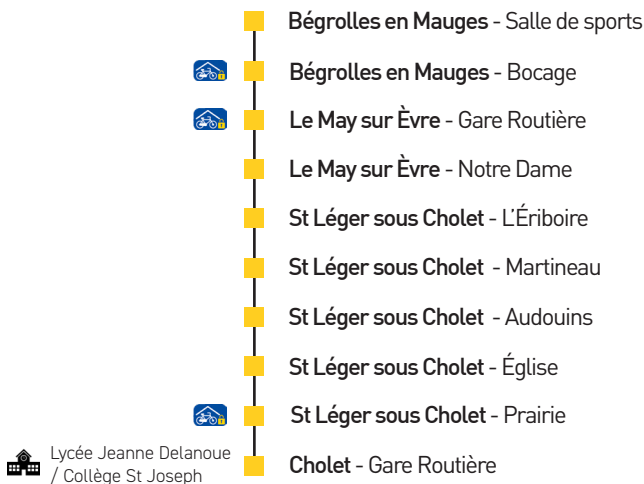 Bégrolles en Mauges - Salle de sports
Bégrolles en Mauges - Bocage
Le May sur Èvre - Gare Routière
Le May sur Èvre - Notre Dame
St Léger sous Cholet - L'Ériboire
St Léger sous Cholet - Martineau
St Léger sous Cholet - Audouins
St Léger sous Cholet - Église
St Léger sous Cholet - Prairie
Lycée Jeanne Delanoue
/ Collège St Joseph
Cholet - Gare Routière